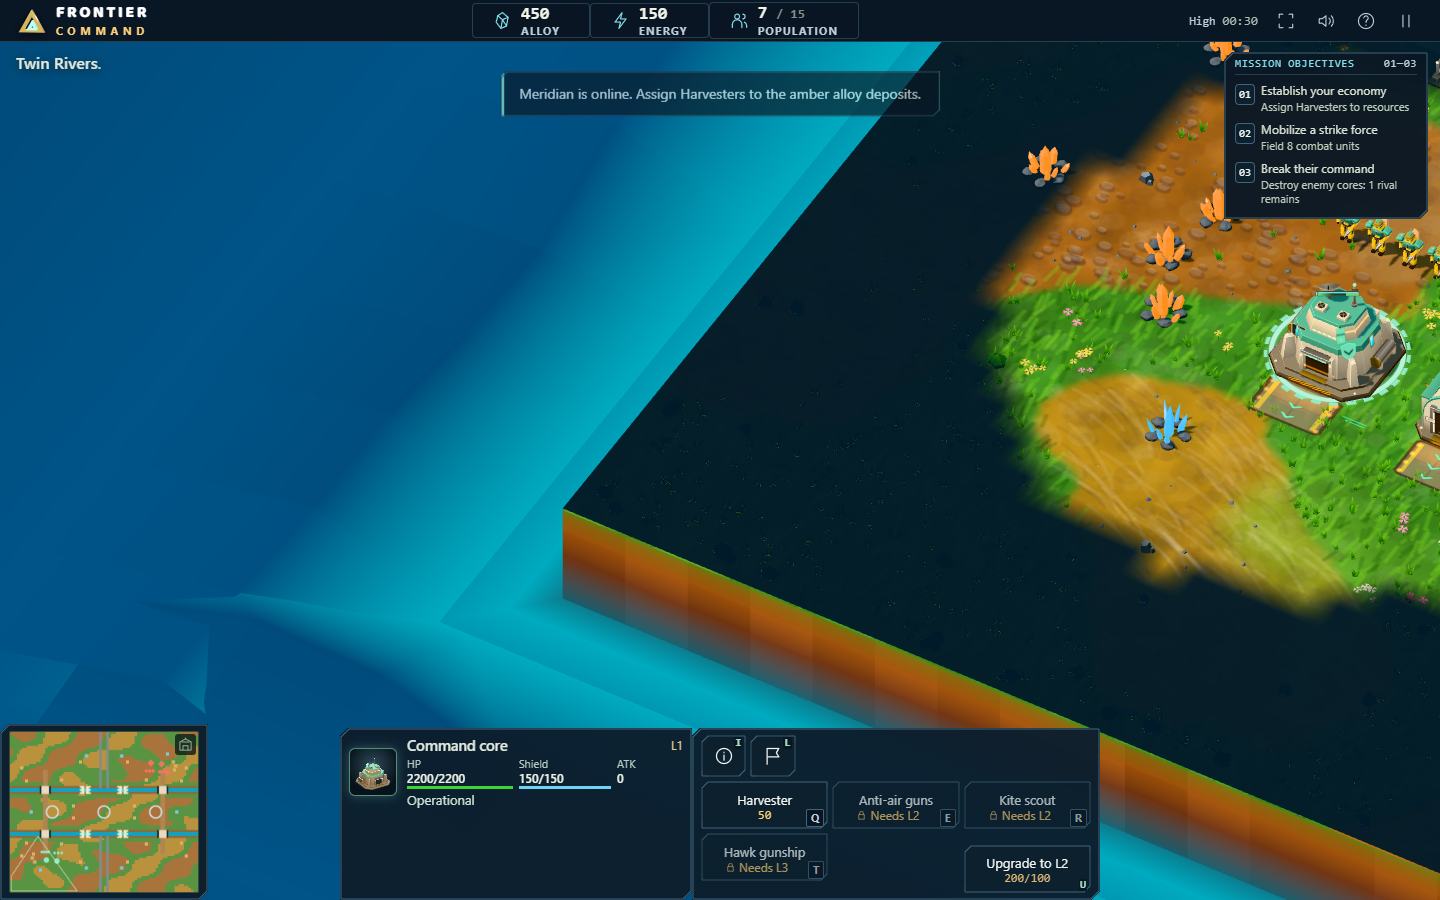 FRONTIER
COMMAND
450
ALLOY
150
ENERGY
7 / 15
POPULATION
High 00:30
Twin Rivers.
Meridian is online. Assign Harvesters to the amber alloy deposits.
MISSION OBJECTIVES 01—03
01 Establish your economy
Assign Harvesters to resources
02 Mobilize a strike force
Field 8 combat units
03 Break their command
Destroy enemy cores: 1 rival
remains
Command core L1
HP Shield ATK
2200/2200 150/150 0
Operational
I L
Harvester
50 Q
Anti-air guns
Needs L2 E
Kite scout
Needs L2 R
Hawk gunship
Needs L3 T
Upgrade to L2
200/100 U